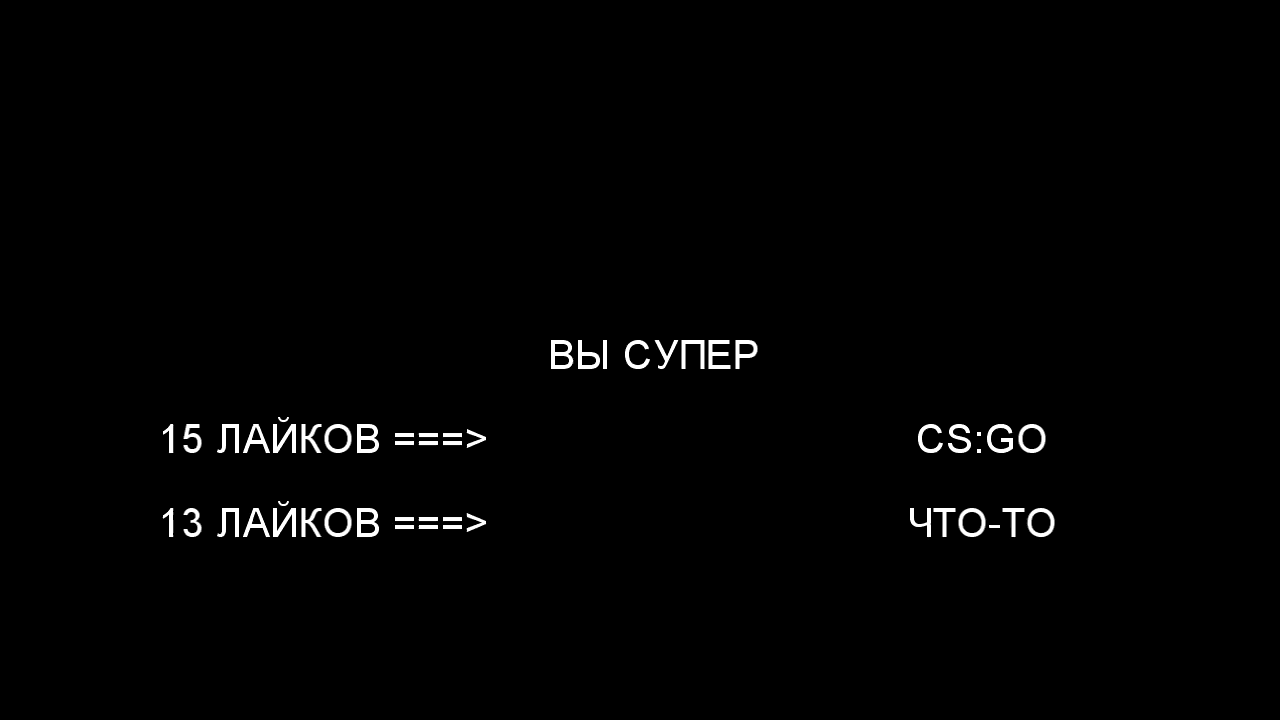 ВЫ СУПЕР
15 ЛАЙКОВ ===> CS:GO
13 ЛАЙКОВ ===> ЧТО-ТО